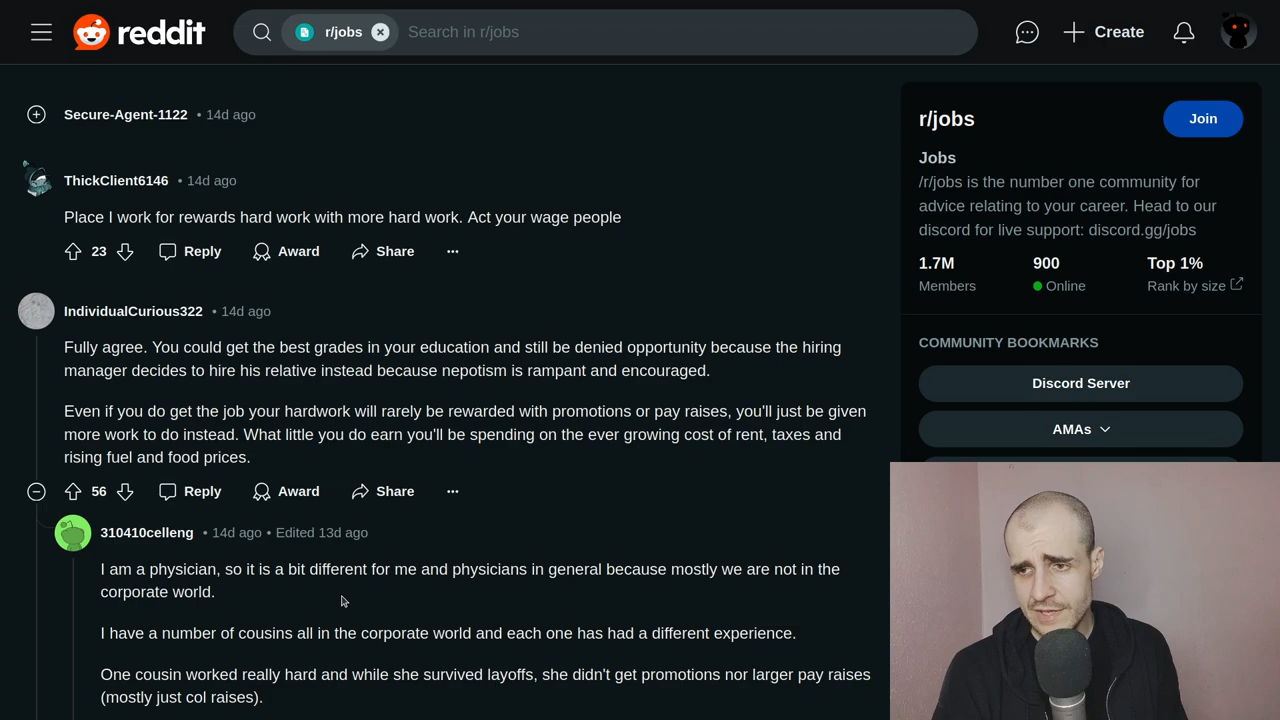 reddit
r/jobs
Search in r/jobs
Create
Secure-Agent-1122 • 14d ago
ThickClient6146 • 14d ago
Place I work for rewards hard work with more hard work. Act your wage people
23 Reply Award Share
IndividualCurious322 • 14d ago
Fully agree. You could get the best grades in your education and still be denied opportunity because the hiring
manager decides to hire his relative instead because nepotism is rampant and encouraged.
Even if you do get the job your hardwork will rarely be rewarded with promotions or pay raises, you'll just be given
more work to do instead. What little you do earn you'll be spending on the ever growing cost of rent, taxes and
rising fuel and food prices.
56 Reply Award Share
310410celleng • 14d ago • Edited 13d ago
I am a physician, so it is a bit different for me and physicians in general because mostly we are not in the
corporate world.
I have a number of cousins all in the corporate world and each one has had a different experience.
One cousin worked really hard and while she survived layoffs, she didn't get promotions nor larger pay raises
(mostly just col raises).
r/jobs
Join
Jobs
/r/jobs is the number one community for
advice relating to your career. Head to our
discord for live support: discord.gg/jobs
1.7M 900 Top 1%
Members Online Rank by size
COMMUNITY BOOKMARKS
Discord Server
AMAs